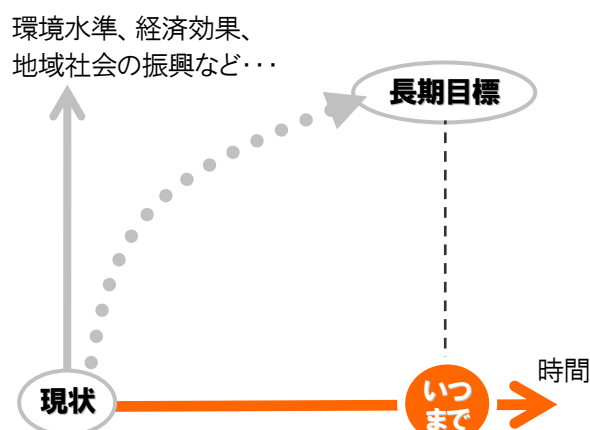 環境水準、経済効果、
地域社会の振興など･･･
長期目標
時間
現状
いつ
まで